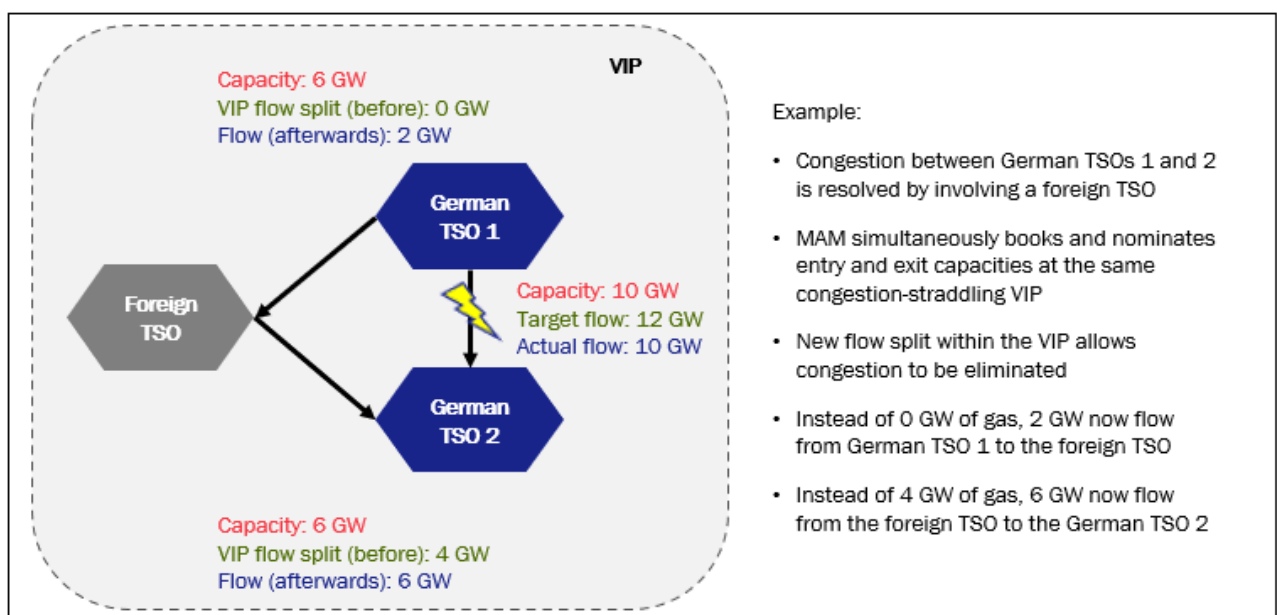 VIP
Capacity: 6 GW
VIP flow split (before): 0 GW
Flow (afterwards): 2 GW
German
TSO 1
Foreign
TSO
Capacity: 10 GW
Target flow: 12 GW
Actual flow: 10 GW
German
TSO 2
Capacity: 6 GW
VIP flow split (before): 4 GW
Flow (afterwards): 6 GW
Example:
• Congestion between German TSOs 1 and 2
is resolved by involving a foreign TSO
• MAM simultaneously books and nominates
entry and exit capacities at the same
congestion-straddling VIP
• New flow split within the VIP allows
congestion to be eliminated
• Instead of 0 GW of gas, 2 GW now flow
from German TSO 1 to the foreign TSO
• Instead of 4 GW of gas, 6 GW now flow
from the foreign TSO to the German TSO 2